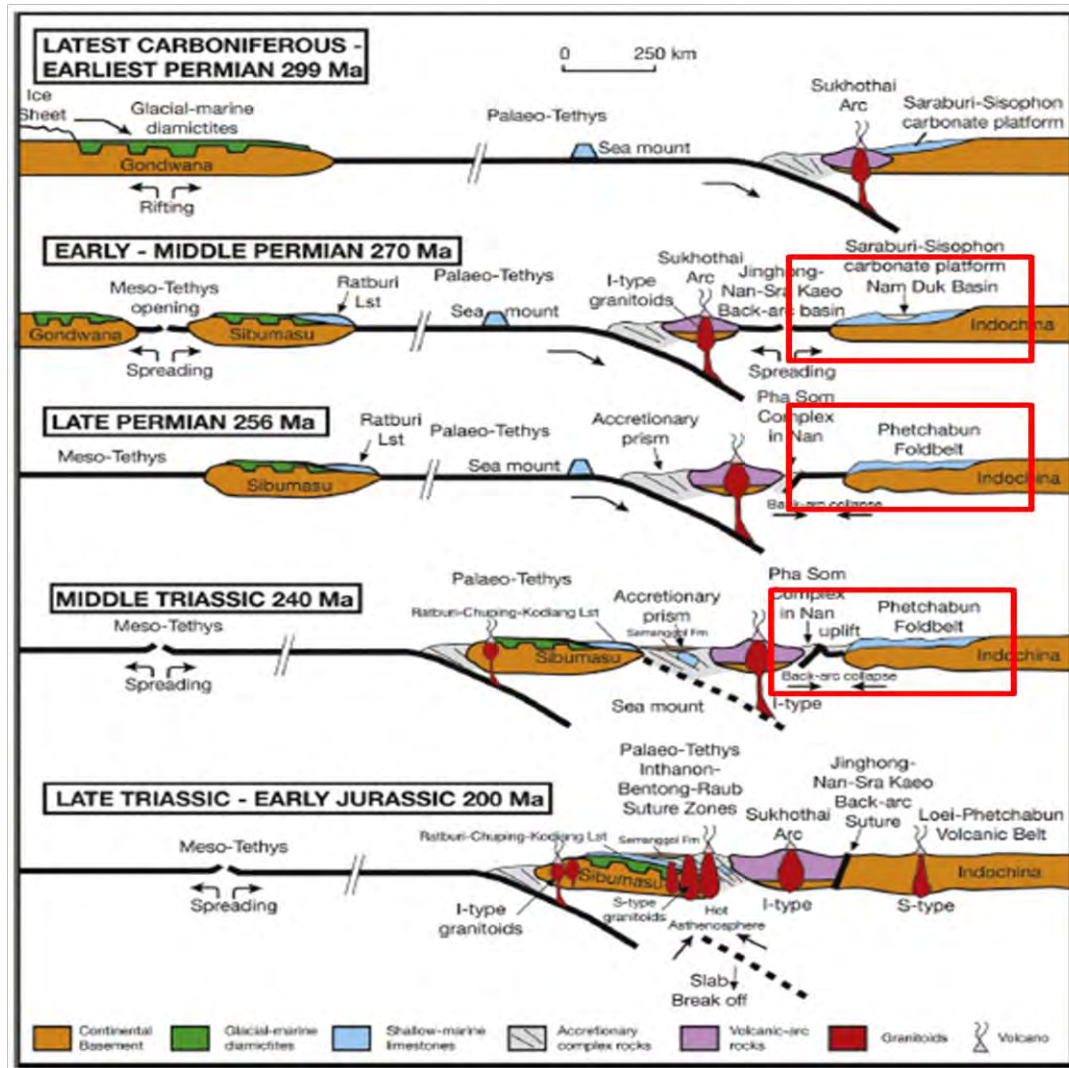 LATEST CARBONIFEROUS -
EARLIEST PERMIAN 299 Ma
0 250 km
Ice
Sheet
Glacial-marine
diamictites
Palaeo-Tethys
Sukhothai
Arc
Saraburi-Sisophon
carbonate platform
Sea mount
Gondwana
Rifting
EARLY - MIDDLE PERMIAN 270 Ma
Meso-Tethys
opening
Ratburi
Lst
Palaeo-Tethys
Sea mount
I-type
granitoids
Sukhothai
Arc
Jinghong-
Nan-Sra Kaeo
Back-arc basin
Saraburi-Sisophon
carbonate platform
Nam Duk Basin
Gondwana
Sibumasu
Indochina
Spreading
Spreading
LATE PERMIAN 256 Ma
Meso-Tethys
Ratburi
Lst
Palaeo-Tethys
Sea mount
Accretionary
prism
Pha Som
Complex
in Nan
Phetchabun
Foldbelt
Sibumasu
Indochina
Back-arc collapse
MIDDLE TRIASSIC 240 Ma
Meso-Tethys
Palaeo-Tethys
Ratburi-Chuping-Kodiang Lst
Accretionary
prism
Semanggol Fm
Pha Som
Complex
in Nan
uplift
Phetchabun
Foldbelt
Sibumasu
Indochina
Spreading
Sea mount
I-type
Back-arc collapse
LATE TRIASSIC - EARLY JURASSIC 200 Ma
Meso-Tethys
Palaeo-Tethys
Inthanon-
Bentong-Raub
Suture Zones
Ratburi-Chuping-Kodiang Lst
Semanggol Fm
Sukhothai
Arc
Jinghong-
Nan-Sra Kaeo
Back-arc
Suture
Loei-Phetchabun
Volcanic Belt
Sibumasu
Indochina
Spreading
I-type
granitoids
S-type
granitoids
Hot
Asthenosphere
I-type
S-type
Slab
Break off
Continental
Basement
Glacial-marine
diamictites
Shallow-marine
limestones
Accretionary
complex rocks
Volcanic-arc
rocks
Granitoids
Volcano